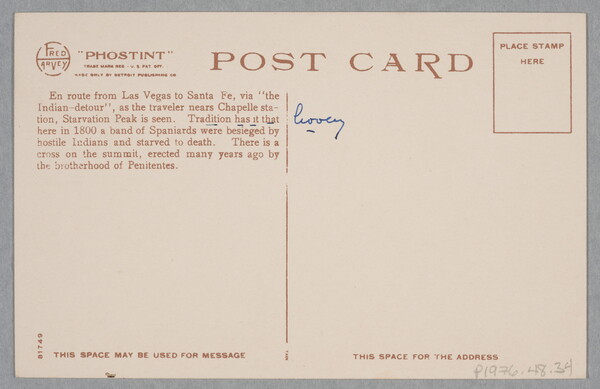 FRED HARVEY
"PHOSTINT"
TRADE MARK REG. U.S. PAT. OFF.
MADE ONLY BY DETROIT PUBLISHING CO.
POST CARD
PLACE STAMP
HERE
En route from Las Vegas to Santa Fe, via "the
Indian-detour", as the traveler nears Chapelle sta-
tion, Starvation Peak is seen. Tradition has it that
here in 1800 a band of Spaniards were besieged by
hostile Indians and starved to death. There is a
cross on the summit, erected many years ago by
the brotherhood of Penitentes.
81749
THIS SPACE MAY BE USED FOR MESSAGE
THIS SPACE FOR THE ADDRESS
P1976.48.34